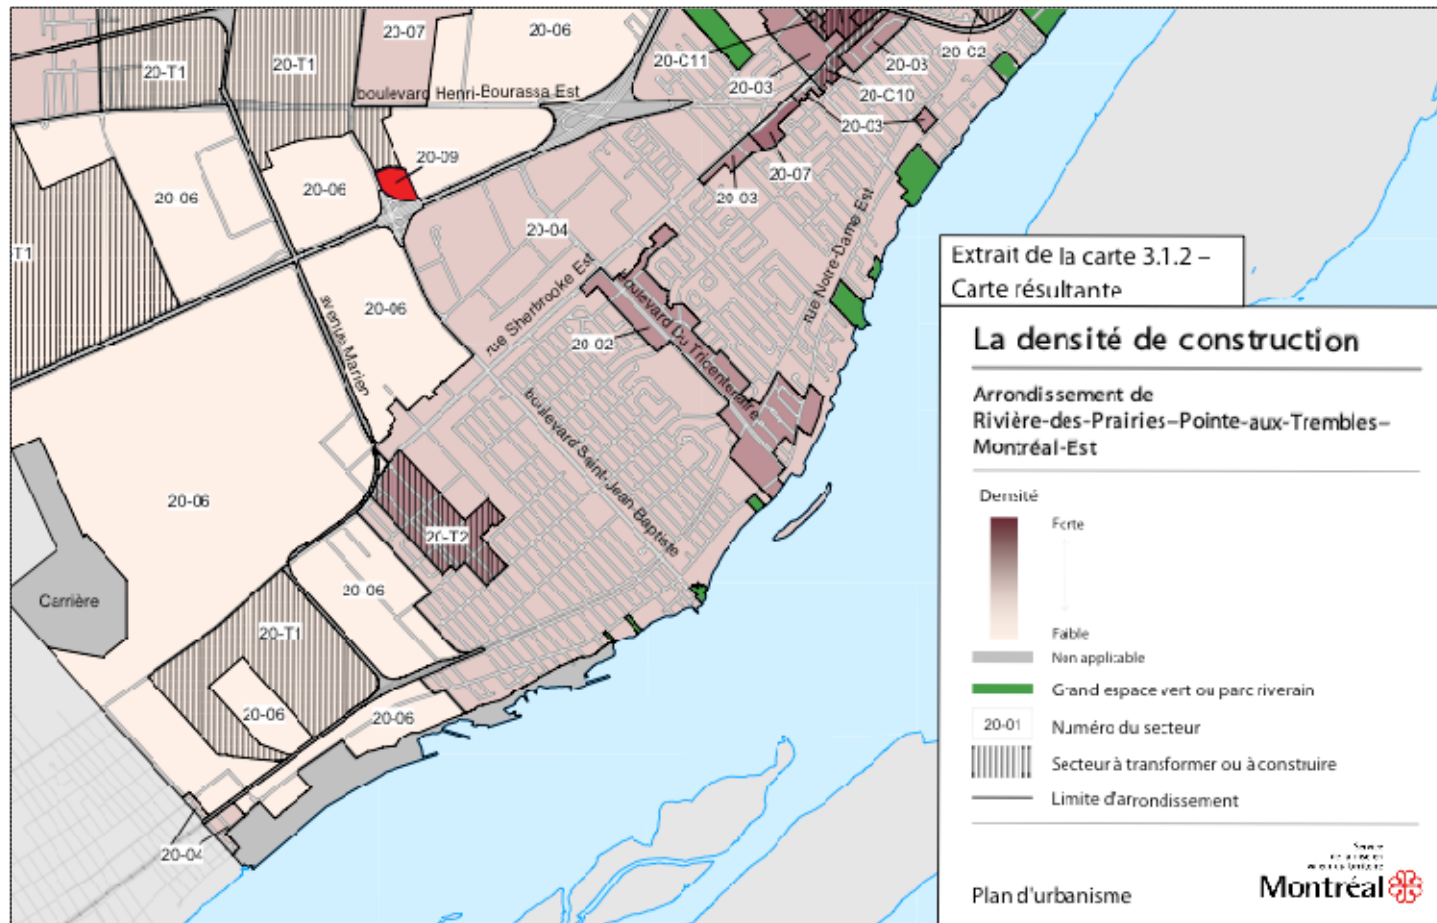 20-07
20-06
20-T1
20-T1
20-C11
20-03
20-C2
20-03
boulevard Henri-Bourassa Est
20-C10
20-03
20-09
20-07
20-03
20-06
20-06
20-04
T1
rue Notre-Dame Est
rue Sherbrooke Est
20-06
avenue Marien
20-02
boulevard Du Tricentenaire
boulevard Saint-Jean-Baptiste
20-06
20-T2
20-06
Carrière
20-T1
20-06
20-06
20-04
Extrait de la carte 3.1.2 –
Carte résultante
La densité de construction
Arrondissement de
Rivière-des-Prairies–Pointe-aux-Trembles–
Montréal-Est
Densité
Forte
Faible
Non applicable
Grand espace vert ou parc riverain
20-01 Numéro du secteur
Secteur à transformer ou à construire
Limite d'arrondissement
Plan d'urbanisme
Montréal